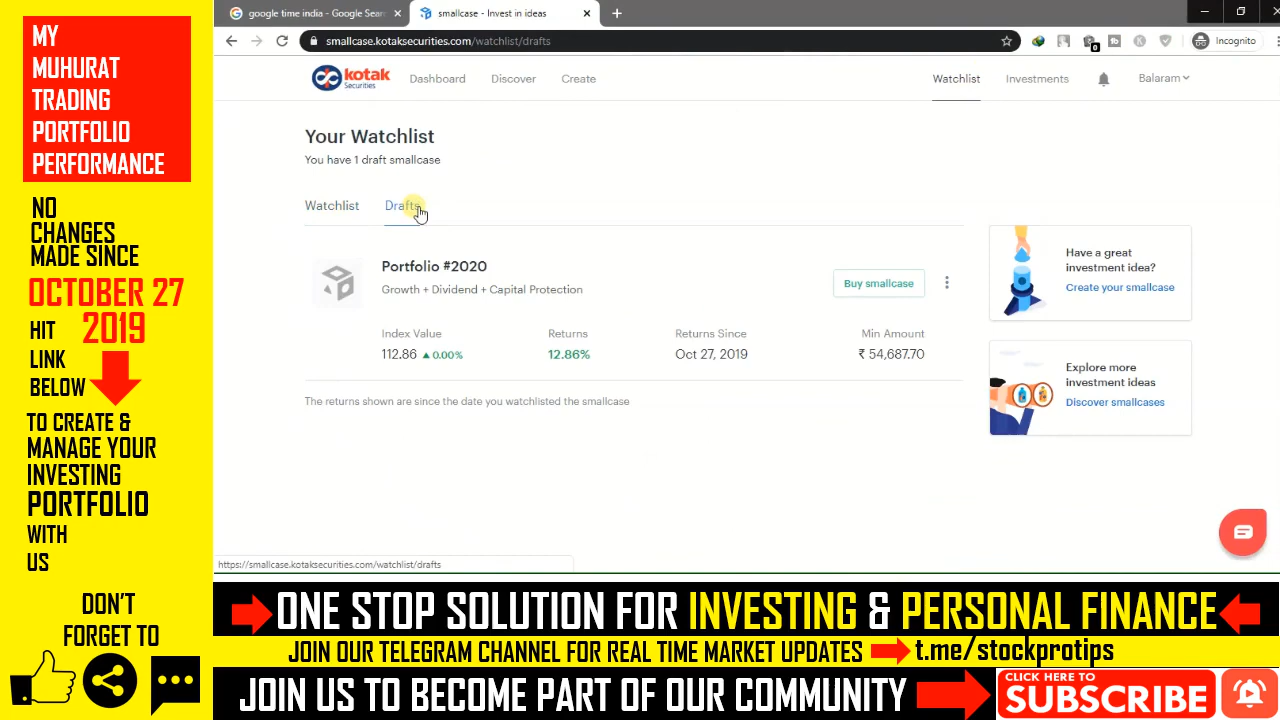 MY
MUHURAT
TRADING
PORTFOLIO
PERFORMANCE
NO
CHANGES
MADE SINCE
OCTOBER 27
2019
HIT
LINK
BELOW
TO CREATE &
MANAGE YOUR
INVESTING
PORTFOLIO
WITH
US
DON'T
FORGET TO
google time india - Google Sear
smallcase - Invest in ideas
smallcase.kotaksecurities.com/watchlist/drafts
Incognito
kotak
Securities
Dashboard
Discover
Create
Watchlist
Investments
Balaram
Your Watchlist
You have 1 draft smallcase
Watchlist
Drafts
Portfolio #2020
Growth + Dividend + Capital Protection
Buy smallcase
Index Value
Returns
Returns Since
Min Amount
112.86 ▲ 0.00%
12.86%
Oct 27, 2019
₹ 54,687.70
The returns shown are since the date you watchlisted the smallcase
Have a great
investment idea?
Create your smallcase
Explore more
investment ideas
Discover smallcases
https://smallcase.kotaksecurities.com/watchlist/drafts
ONE STOP SOLUTION FOR INVESTING & PERSONAL FINANCE
JOIN OUR TELEGRAM CHANNEL FOR REAL TIME MARKET UPDATES t.me/stockprotips
JOIN US TO BECOME PART OF OUR COMMUNITY
CLICK HERE TO
SUBSCRIBE